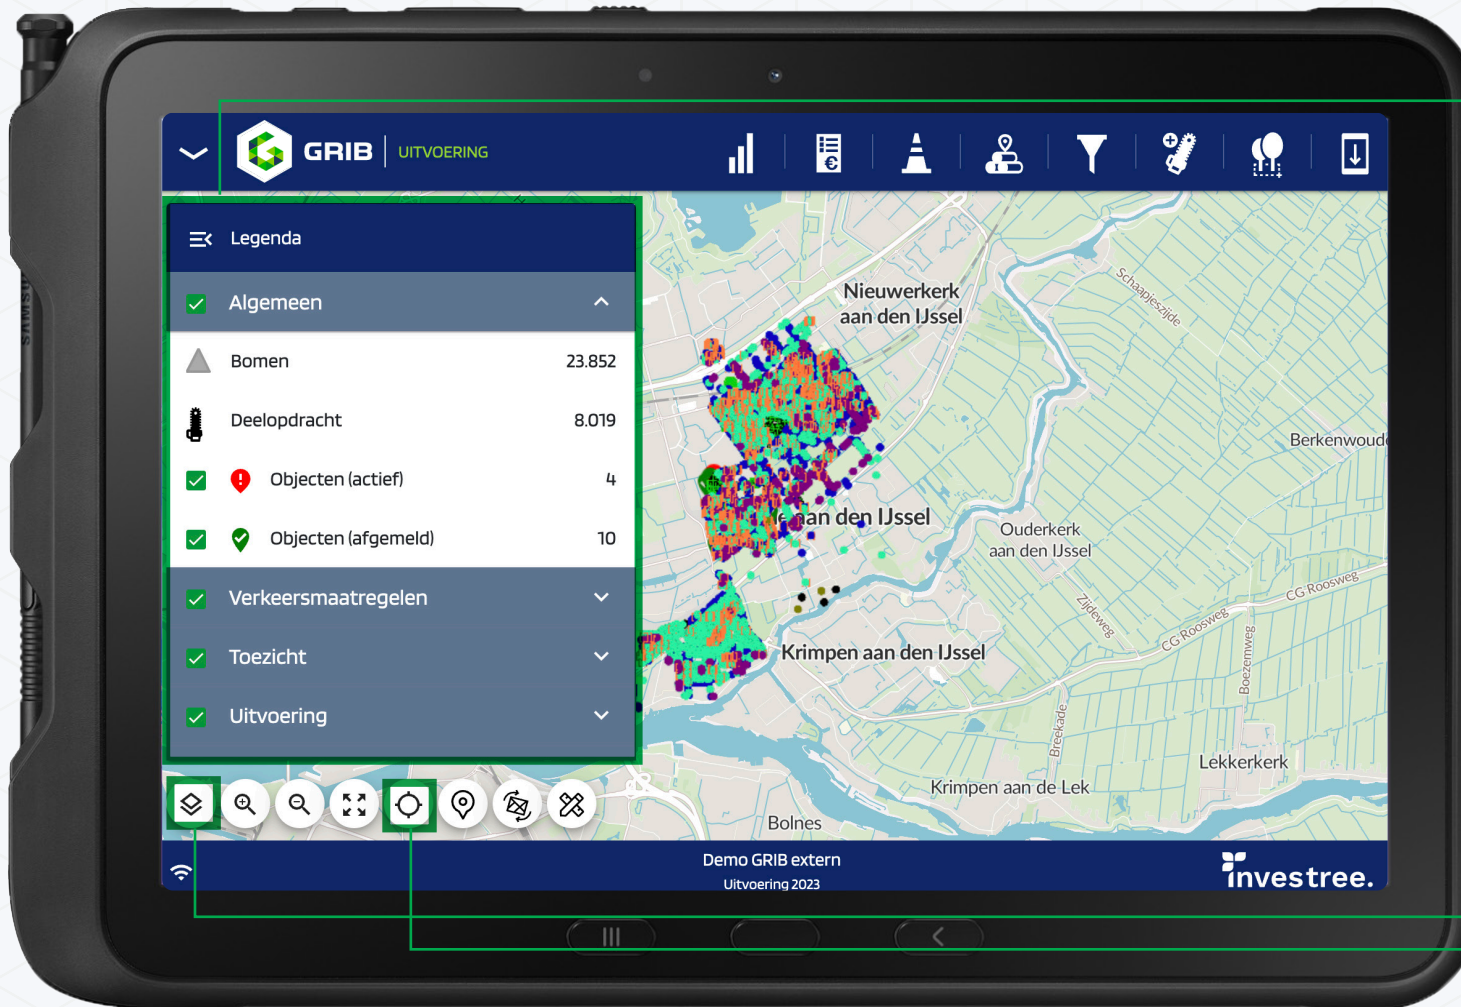 GRIB UITVOERING
Legenda
Algemeen
Bomen 23.852
Deelopdracht 8.019
Objecten (actief) 4
Objecten (afgemeld) 10
Verkeersmaatregelen
Toezicht
Uitvoering
Nieuwerkerk
aan den IJssel
Schaapjeszijde
Berkenwoude
an den IJssel
Ouderkerk
aan den IJssel
Zijdeweg
CG Roosweg
CG Roosweg
Boezemweg
Krimpen aan den IJssel
Breekade
Lekkerkerk
Krimpen aan de Lek
Bolnes
Demo GRIB extern
Uitvoering 2023
investree.